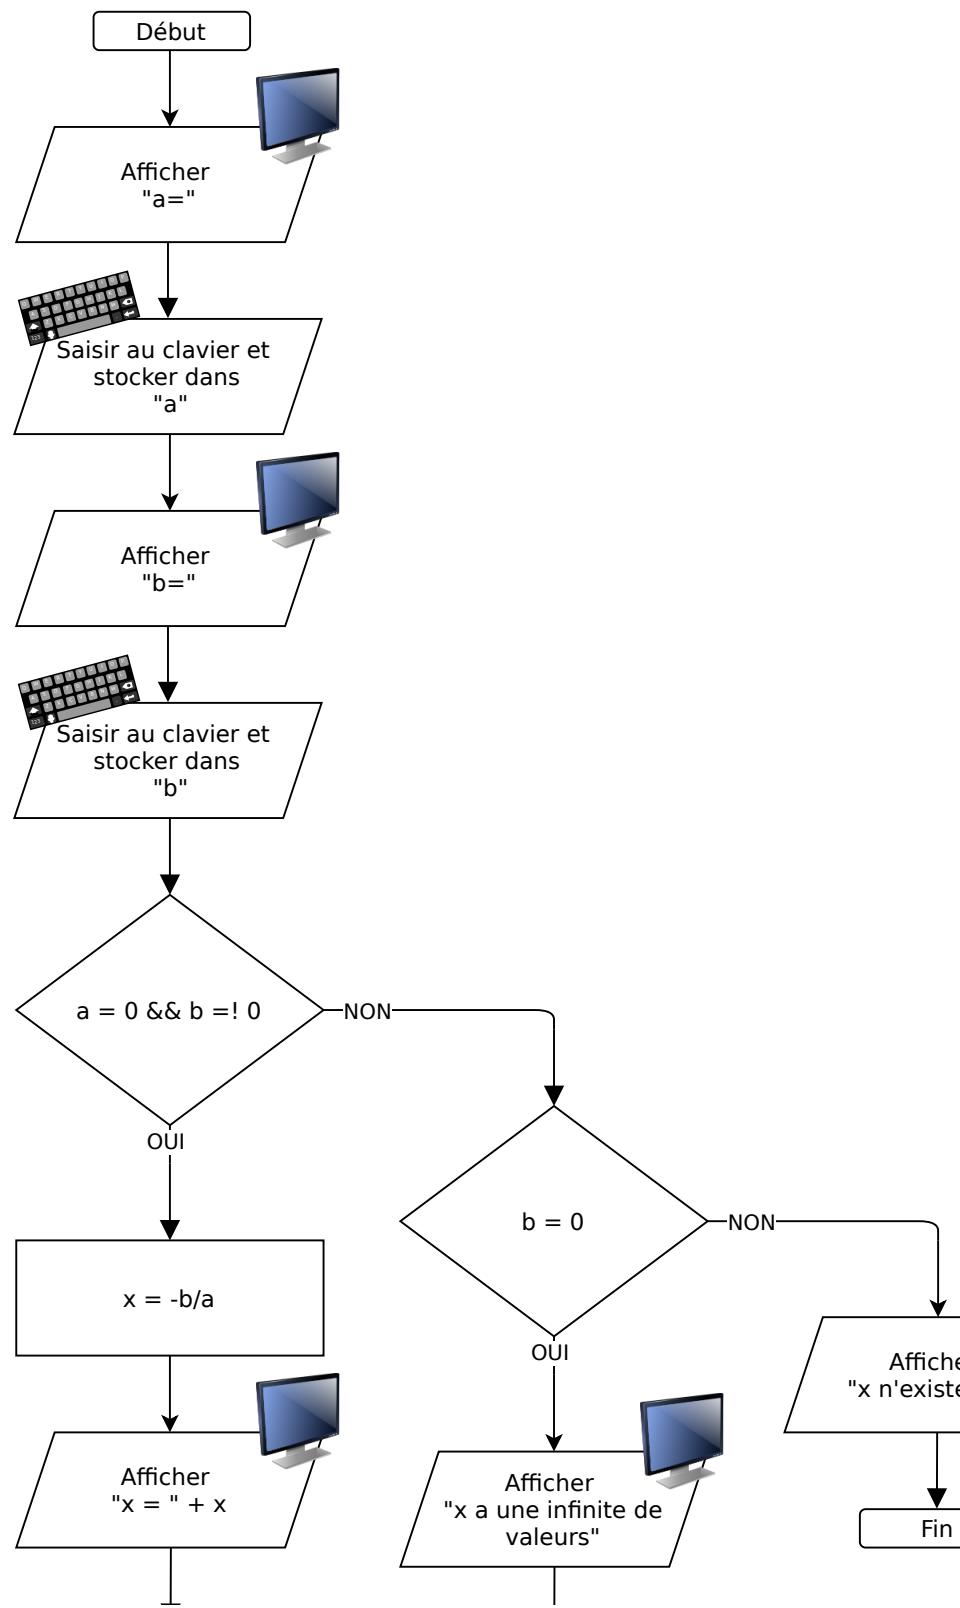 Début
Afficher
"a="
Saisir au clavier et
stocker dans
"a"
Afficher
"b="
Saisir au clavier et
stocker dans
"b"
a = 0 && b =! 0
NON
OUI
b = 0
NON
OUI
x = -b/a
Afficher
"x = " + x
Afficher
"x a une infinite de
valeurs"
"x n'existe
Fin